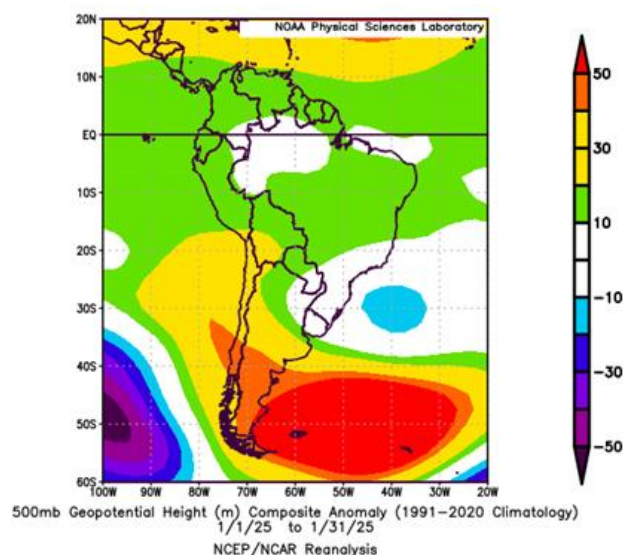 NOAA Physical Sciences Laboratory
20N
10N
EQ
10S
20S
30S
40S
50S
60S
100W 90W 80W 70W 60W 50W 40W 30W 20W
50
30
10
-10
-30
-50
500mb Geopotential Height (m) Composite Anomaly (1991-2020 Climatology)
1/1/25 to 1/31/25
NCEP/NCAR Reanalysis